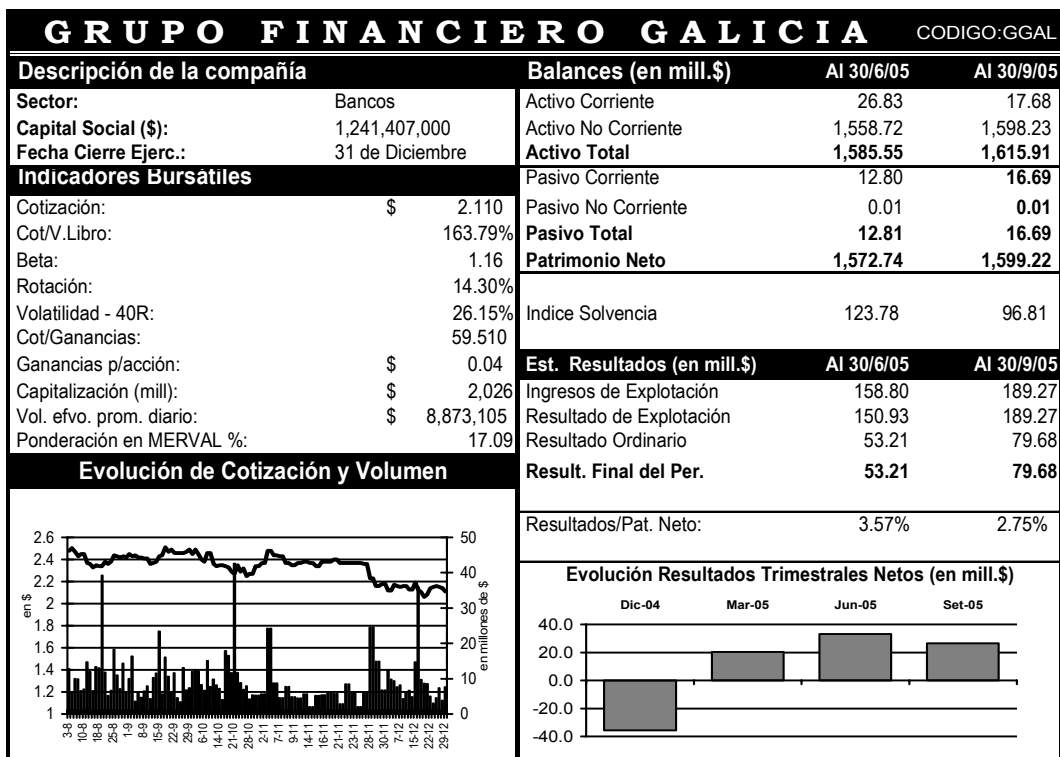 GRUPO FINANCIERO GALICIA CODIGO:GGAL
Descripción de la compañía
Sector: Bancos
Capital Social ($): 1,241,407,000
Fecha Cierre Ejerc.: 31 de Diciembre
Indicadores Bursátiles
Cotización: $ 2.110
Cot/V.Libro: 163.79%
Beta: 1.16
Rotación: 14.30%
Volatilidad - 40R: 26.15%
Cot/Ganancias: 59.510
Ganancias p/acción: $ 0.04
Capitalización (mill): $ 2,026
Vol. efvo. prom. diario: $ 8,873,105
Ponderación en MERVAL %: 17.09
Evolución de Cotización y Volumen
2.6
2.4
2.2
2
1.8
1.6
1.4
1.2
1
en $
50
40
30
20
10
0
en millones de $
3-8 10-8 18-8 25-8 1-9 8-9 15-9 22-9 29-9 6-10 14-10 21-10 28-10 2-11 7-11 9-11 14-11 16-11 21-11 23-11 28-11 30-11 7-12 15-12 22-12 29-12
Balances (en mill.$) Al 30/6/05 Al 30/9/05
Activo Corriente 26.83 17.68
Activo No Corriente 1,558.72 1,598.23
Activo Total 1,585.55 1,615.91
Pasivo Corriente 12.80 16.69
Pasivo No Corriente 0.01 0.01
Pasivo Total 12.81 16.69
Patrimonio Neto 1,572.74 1,599.22
Indice Solvencia 123.78 96.81
Est. Resultados (en mill.$) Al 30/6/05 Al 30/9/05
Ingresos de Explotación 158.80 189.27
Resultado de Explotación 150.93 189.27
Resultado Ordinario 53.21 79.68
Result. Final del Per. 53.21 79.68
Resultados/Pat. Neto: 3.57% 2.75%
Evolución Resultados Trimestrales Netos (en mill.$)
Dic-04 Mar-05 Jun-05 Set-05
40.0
20.0
0.0
-20.0
-40.0